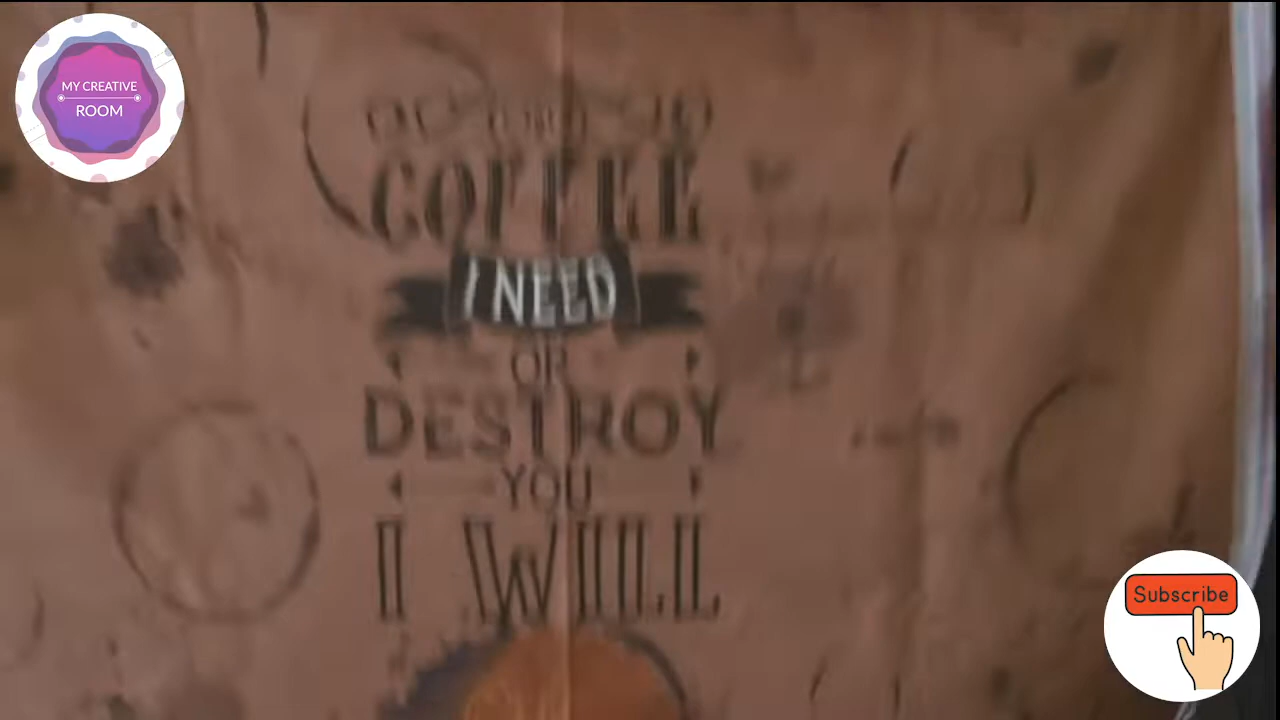 MY CREATIVE
ROOM
COFFEE
I NEED
OR
DESTROY
YOU
I WILL
Subscribe